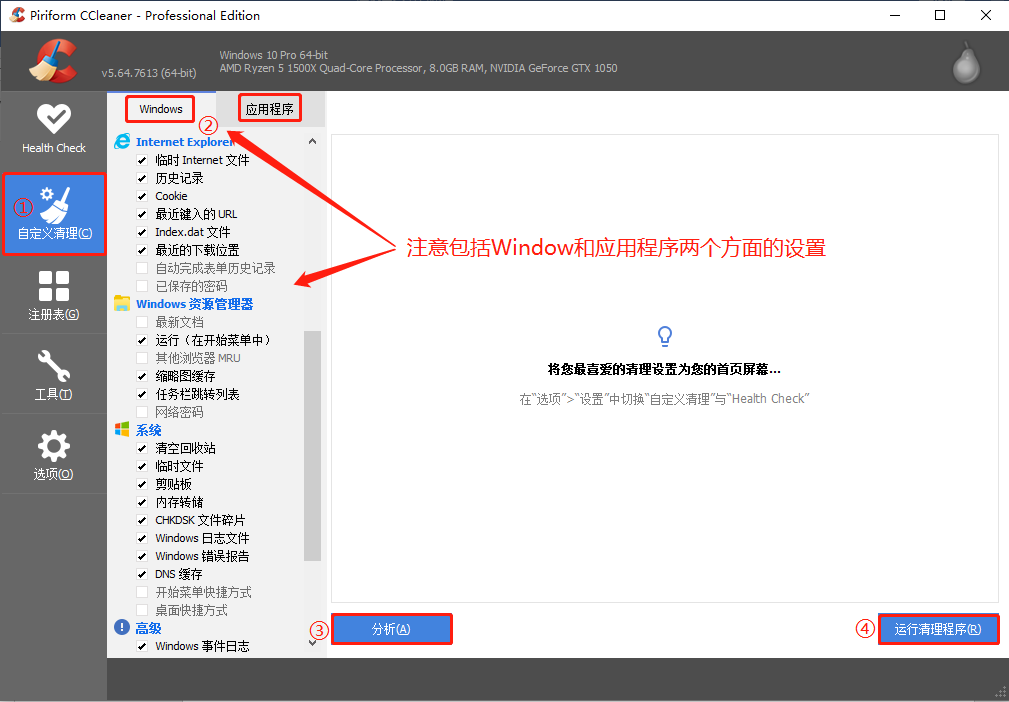 Piriform CCleaner - Professional Edition
v5.64.7613 (64-bit)
Windows 10 Pro 64-bit
AMD Ryzen 5 1500X Quad-Core Processor, 8.0GB RAM, NVIDIA GeForce GTX 1050
Health Check
①
自定义清理(C)
注册表(G)
工具(T)
选项(O)
Windows
②
应用程序
Internet Explorer
临时 Internet 文件
历史记录
Cookie
最近键入的 URL
Index.dat 文件
最近的下载位置
自动完成表单历史记录
已保存的密码
Windows 资源管理器
最新文档
运行（在开始菜单中）
其他浏览器 MRU
缩略图缓存
任务栏跳转列表
网络密码
系统
清空回收站
临时文件
剪贴板
内存转储
CHKDSK 文件碎片
Windows 日志文件
Windows 错误报告
DNS 缓存
开始菜单快捷方式
桌面快捷方式
高级
Windows 事件日志
注意包括Window和应用程序两个方面的设置
将您最喜爱的清理设置为您的首页屏幕...
在“选项”>“设置”中切换“自定义清理”与“Health Check”
③
分析(A)
④
运行清理程序(R)